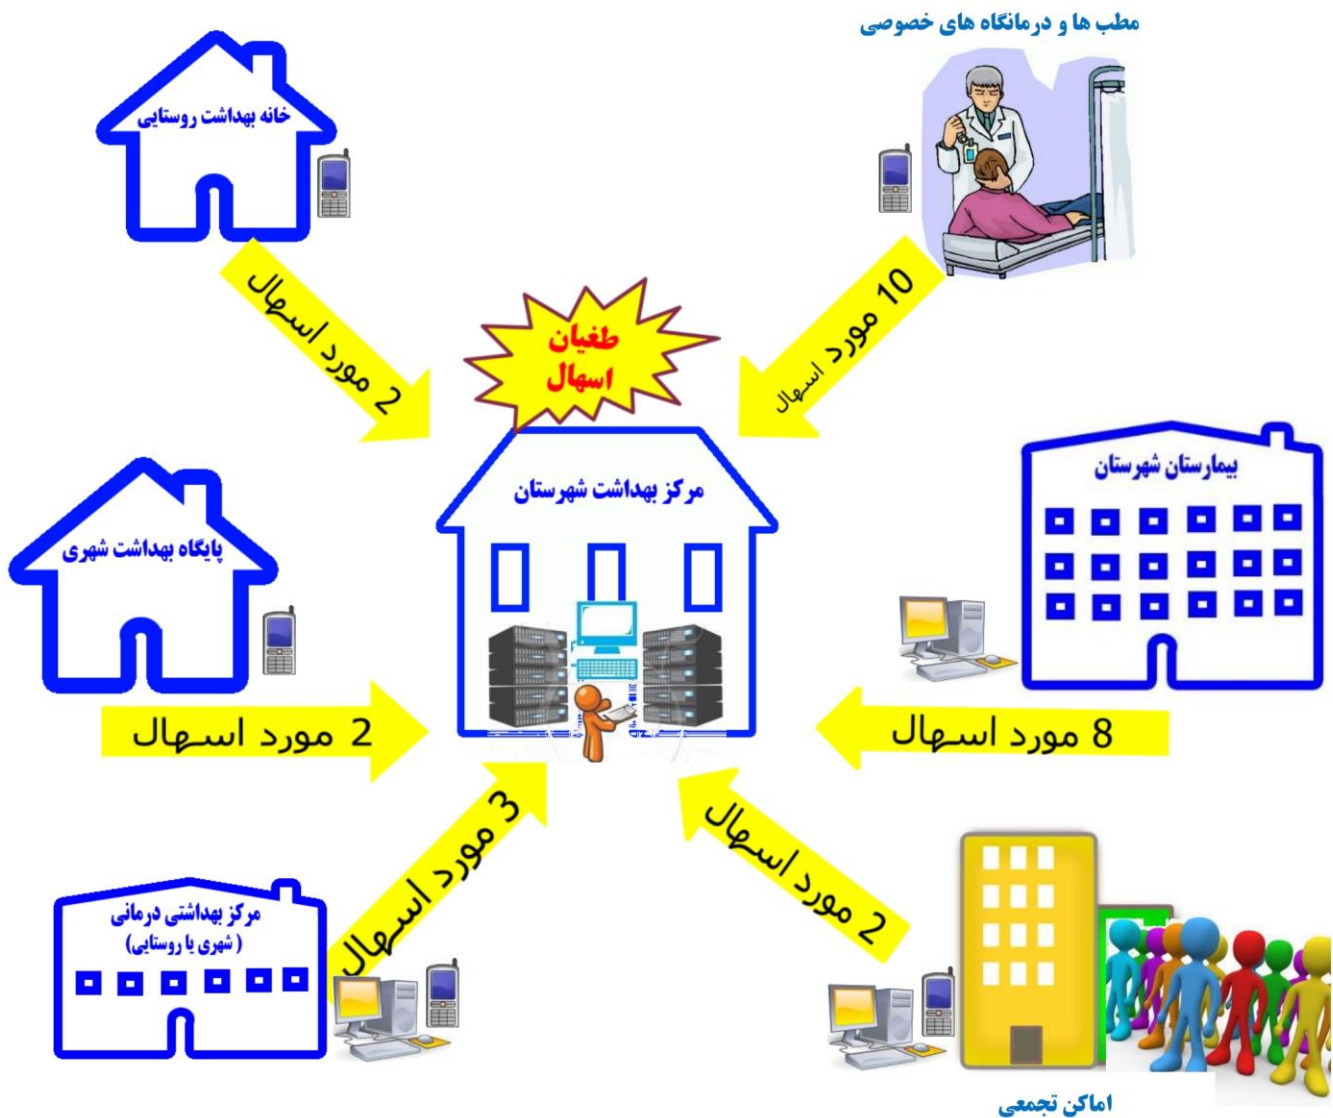 مطب ها و درمانگاه های خصوصی
خانه بهداشت روستایی
10 مورد اسهال
2 مورد اسهال
طغیان
اسهال
بیمارستان شهرستان
مرکز بهداشت شهرستان
پایگاه بهداشت شهری
8 مورد اسهال
2 مورد اسهال
2 مورد اسهال
3 مورد اسهال
مرکز بهداشتی درمانی
(شهری یا روستایی)
اماکن تجمعی